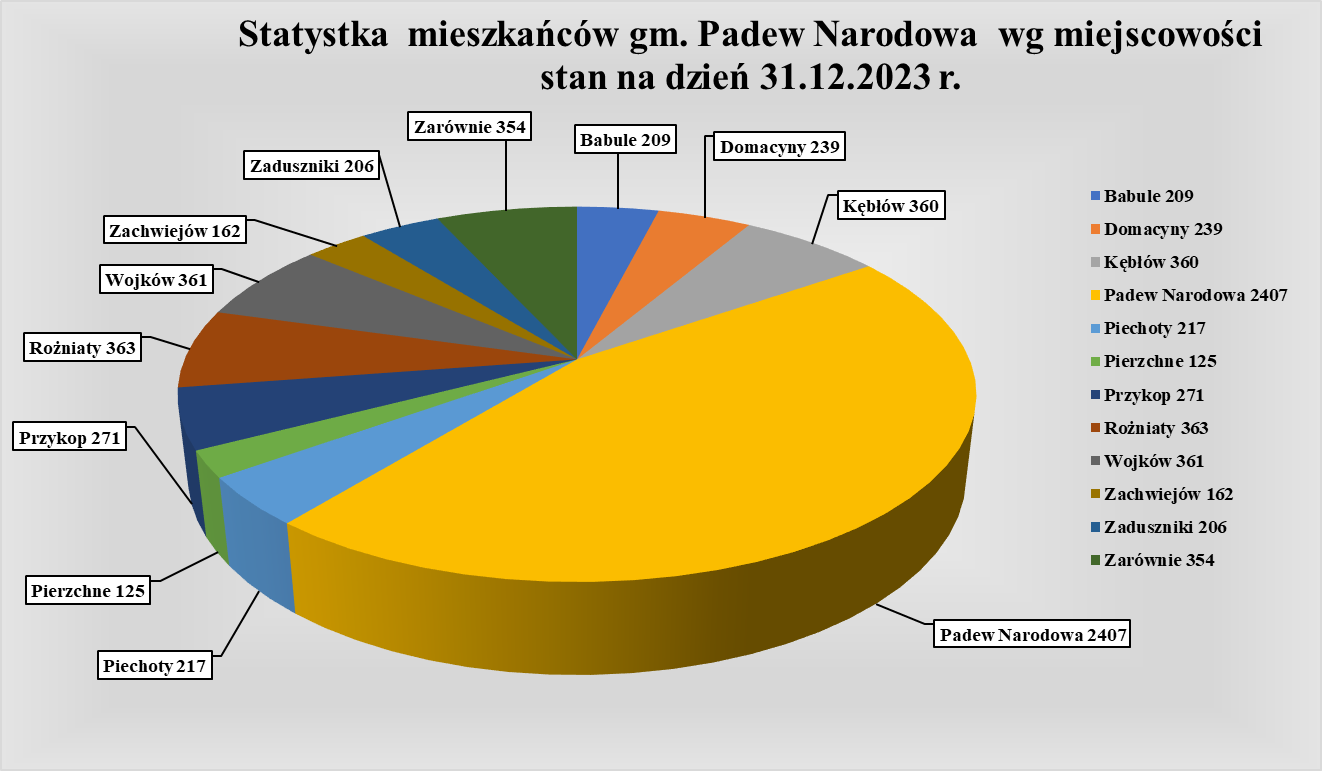 Statystka mieszkańców gm. Padew Narodowa wg miejscowości
stan na dzień 31.12.2023 r.
Zarównie 354
Babule 209
Domacyny 239
Zaduszniki 206
Kębłów 360
Zachwiejów 162
Wojków 361
Rożniaty 363
Przykop 271
Pierzchne 125
Piechoty 217
Padew Narodowa 2407
Babule 209
Domacyny 239
Kębłów 360
Padew Narodowa 2407
Piechoty 217
Pierzchne 125
Przykop 271
Rożniaty 363
Wojków 361
Zachwiejów 162
Zaduszniki 206
Zarównie 354